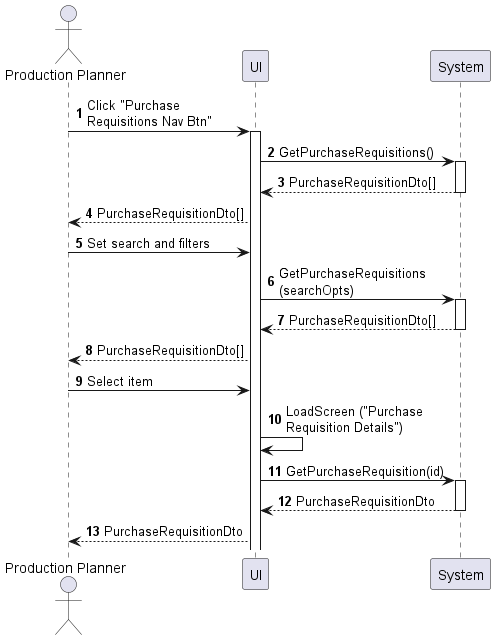 Production Planner
UI
System
1 Click "Purchase
Requisitions Nav Btn"
2 GetPurchaseRequisitions()
3 PurchaseRequisitionDto[]
4 PurchaseRequisitionDto[]
5 Set search and filters
6 GetPurchaseRequisitions
(searchOpts)
7 PurchaseRequisitionDto[]
8 PurchaseRequisitionDto[]
9 Select item
10 LoadScreen ("Purchase
Requisition Details")
11 GetPurchaseRequisition(id)
12 PurchaseRequisitionDto
13 PurchaseRequisitionDto
Production Planner
UI
System